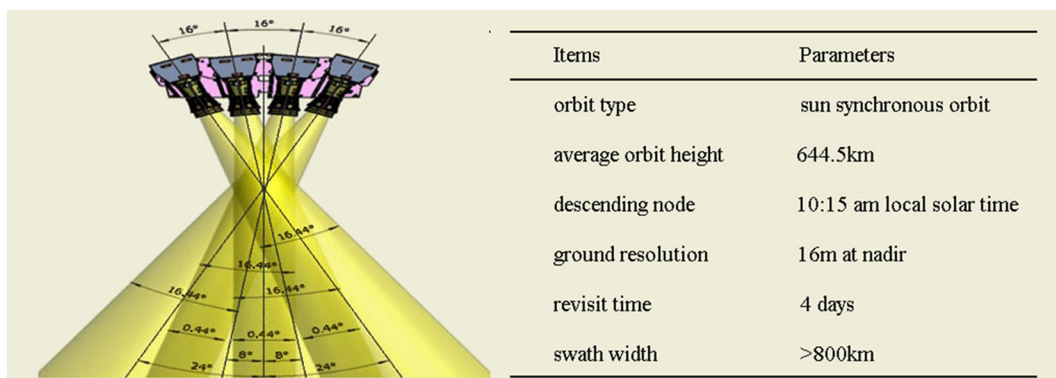 16° 16° 16°
16.44°
16.44°
16.44° 16.44°
0.44° 0.44° 0.44°
8° 8°
24° 24°
Items Parameters
orbit type sun synchronous orbit
average orbit height 644.5km
descending node 10:15 am local solar time
ground resolution 16m at nadir
revisit time 4 days
swath width >800km